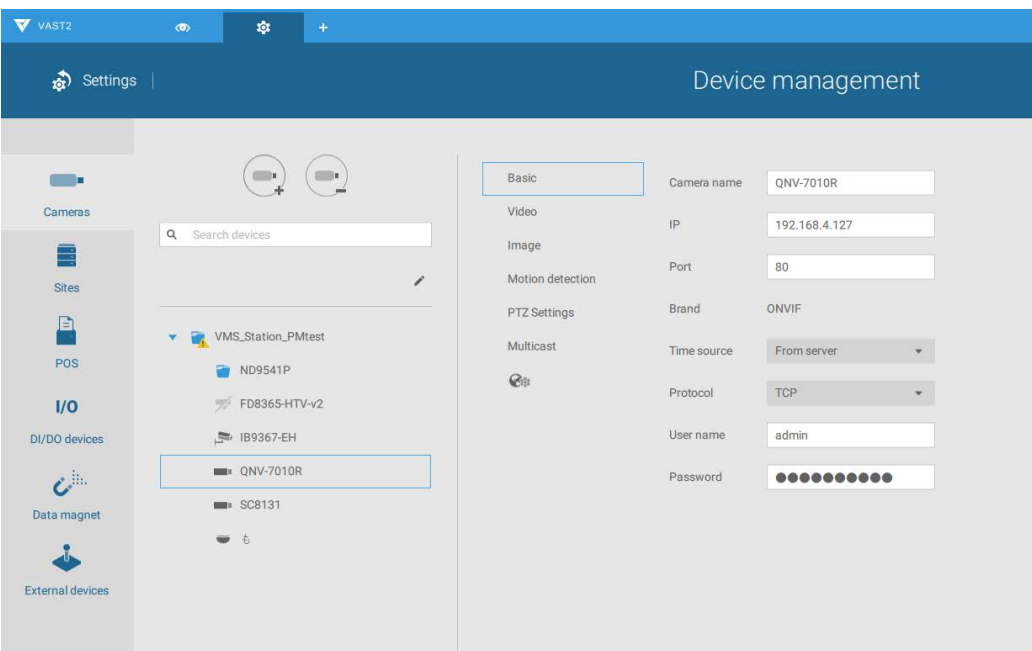 VAST2
+
Settings
Device management
Cameras
Sites
POS
I/O
DI/DO devices
Data magnet
External devices
Search devices
VMS_Station_PMtest
ND9541P
FD8365-HTV-v2
IB9367-EH
QNV-7010R
SC8131
も
Basic
Video
Image
Motion detection
PTZ Settings
Multicast
Camera name QNV-7010R
IP 192.168.4.127
Port 80
Brand ONVIF
Time source From server
Protocol TCP
User name admin
Password ●●●●●●●●●●